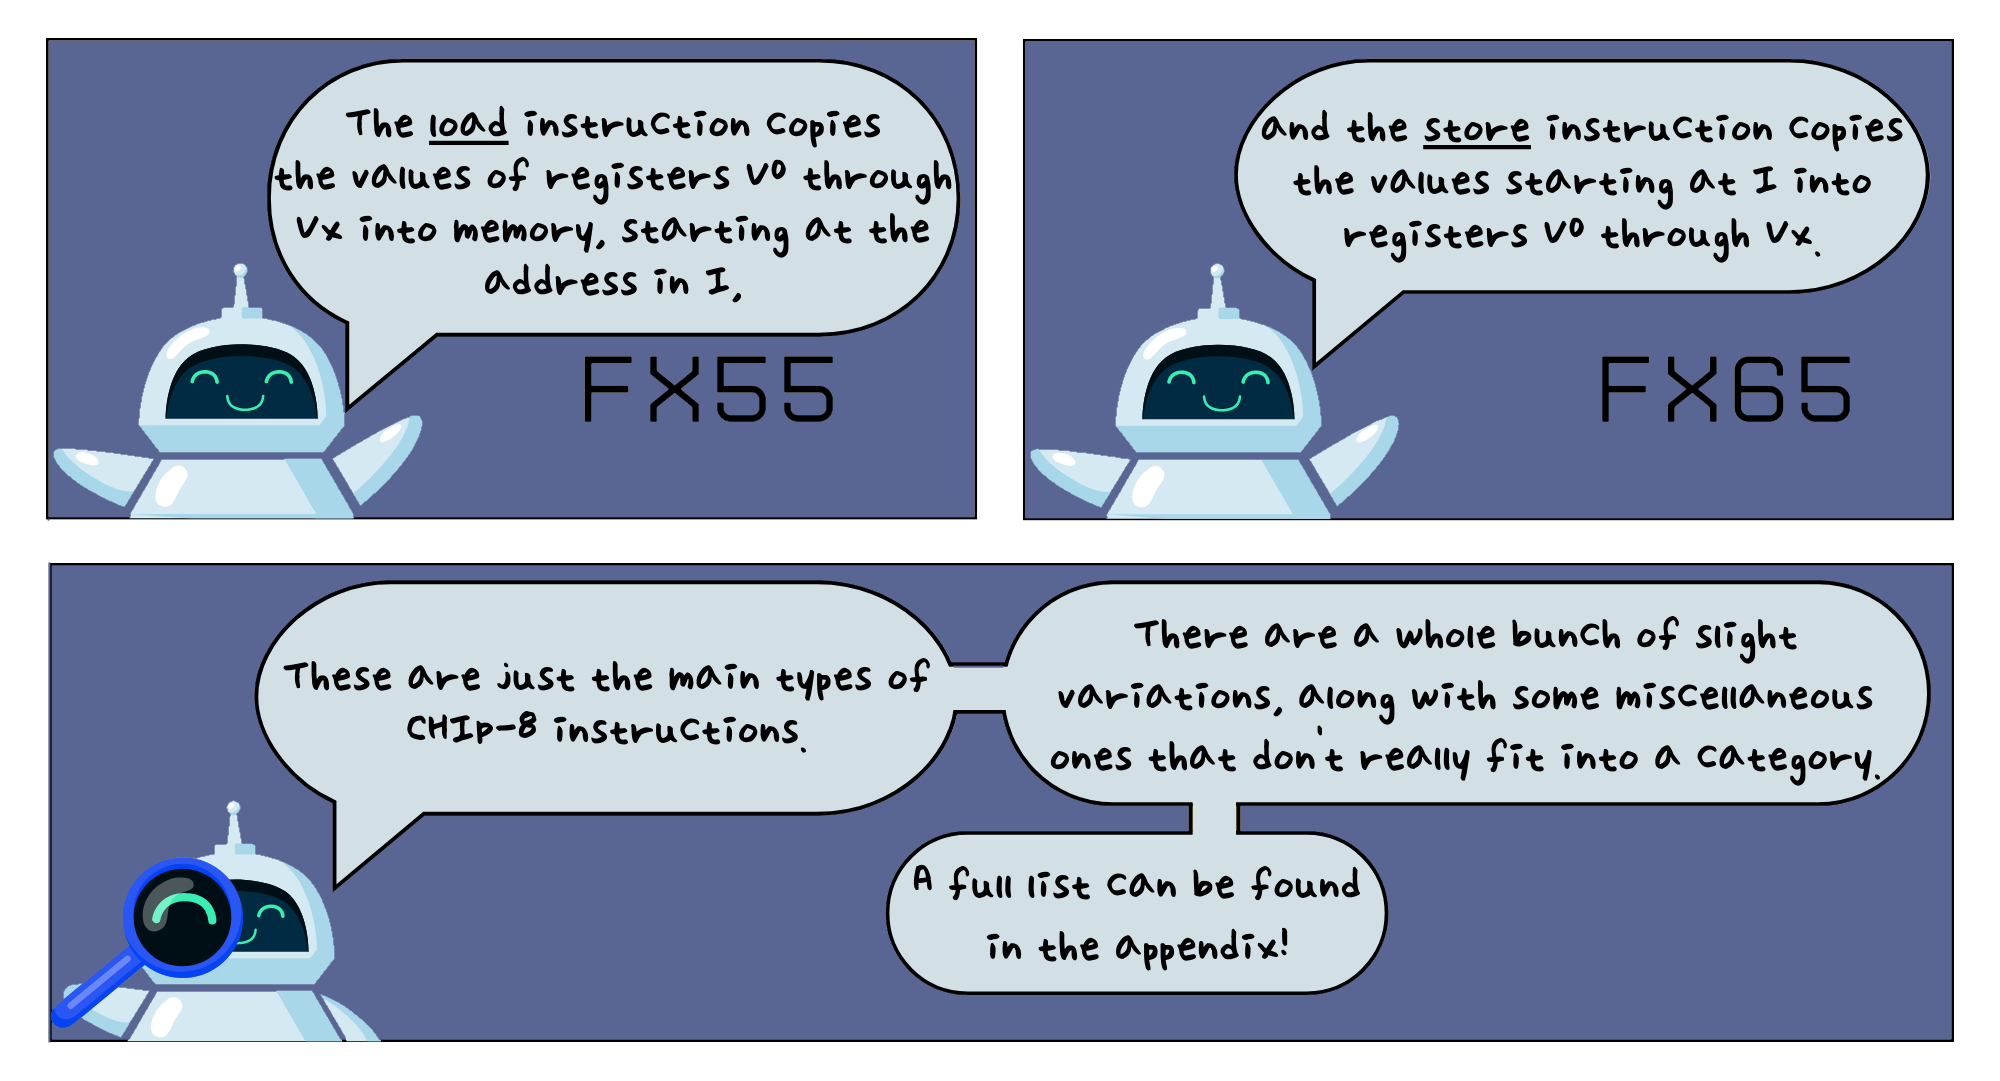 The load instruction copies
the values of registers V0 through
Vx into memory, starting at the
address in I,
FX55
and the store instruction copies
the values starting at I into
registers V0 through Vx.
FX65
These are just the main types of
CHIp-8 instructions.
There are a whole bunch of slight
variations, along with some miscellaneous
ones that don't really fit into a category.
A full list can be found
in the appendix!